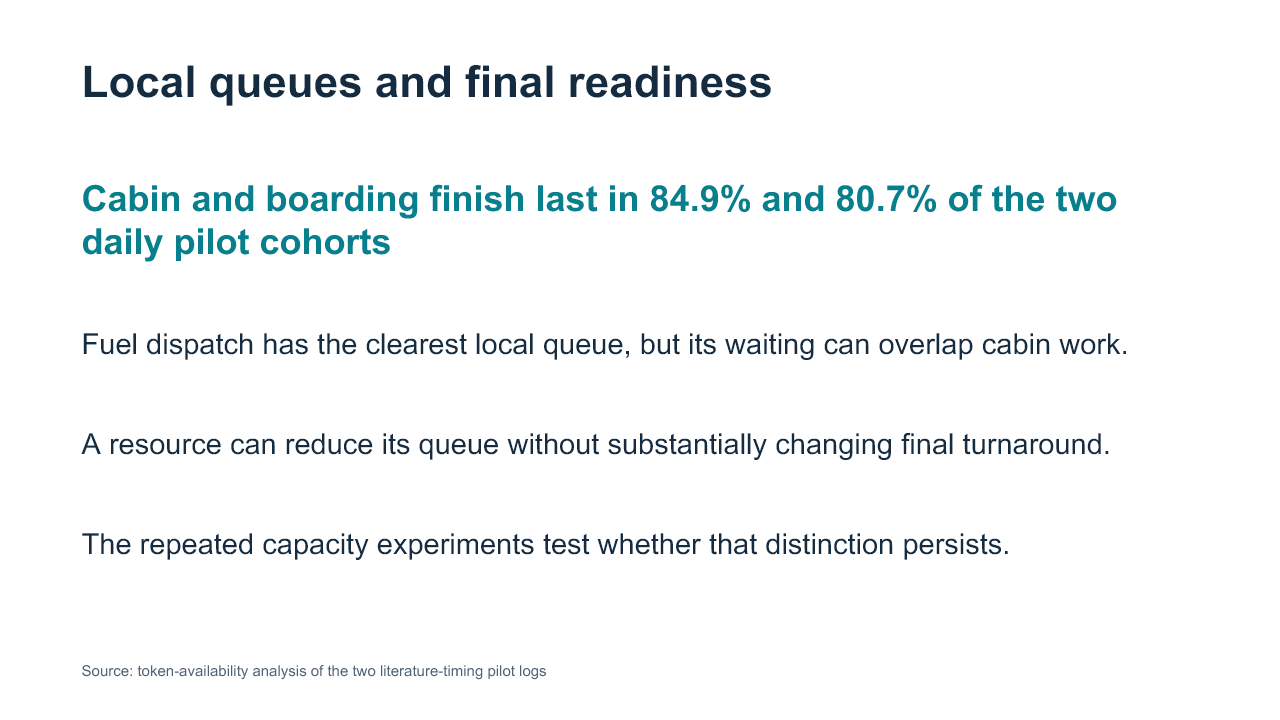 Local queues and final readiness
Cabin and boarding finish last in 84.9% and 80.7% of the two
daily pilot cohorts
Fuel dispatch has the clearest local queue, but its waiting can overlap cabin work.
A resource can reduce its queue without substantially changing final turnaround.
The repeated capacity experiments test whether that distinction persists.
Source: token-availability analysis of the two literature-timing pilot logs